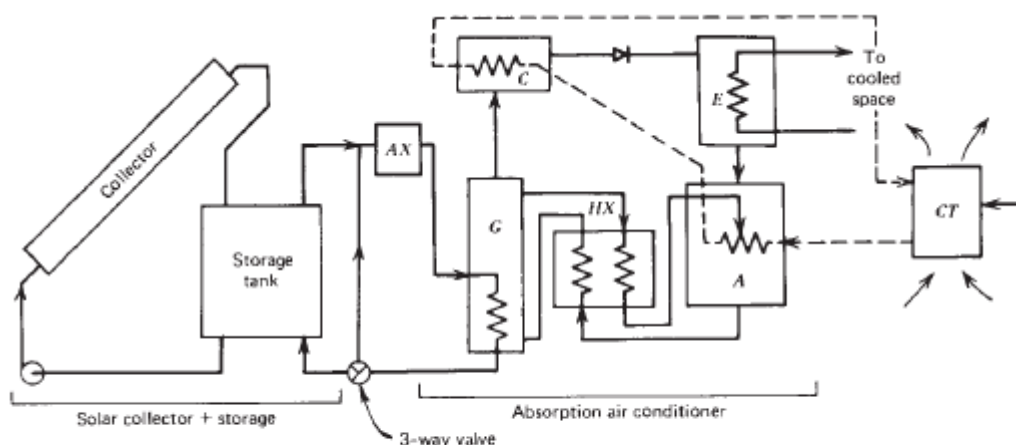 C
To
cooled
space
E
Collector
AX
CT
G
HX
Storage
tank
A
Solar collector + storage
Absorption air conditioner
3-way valve